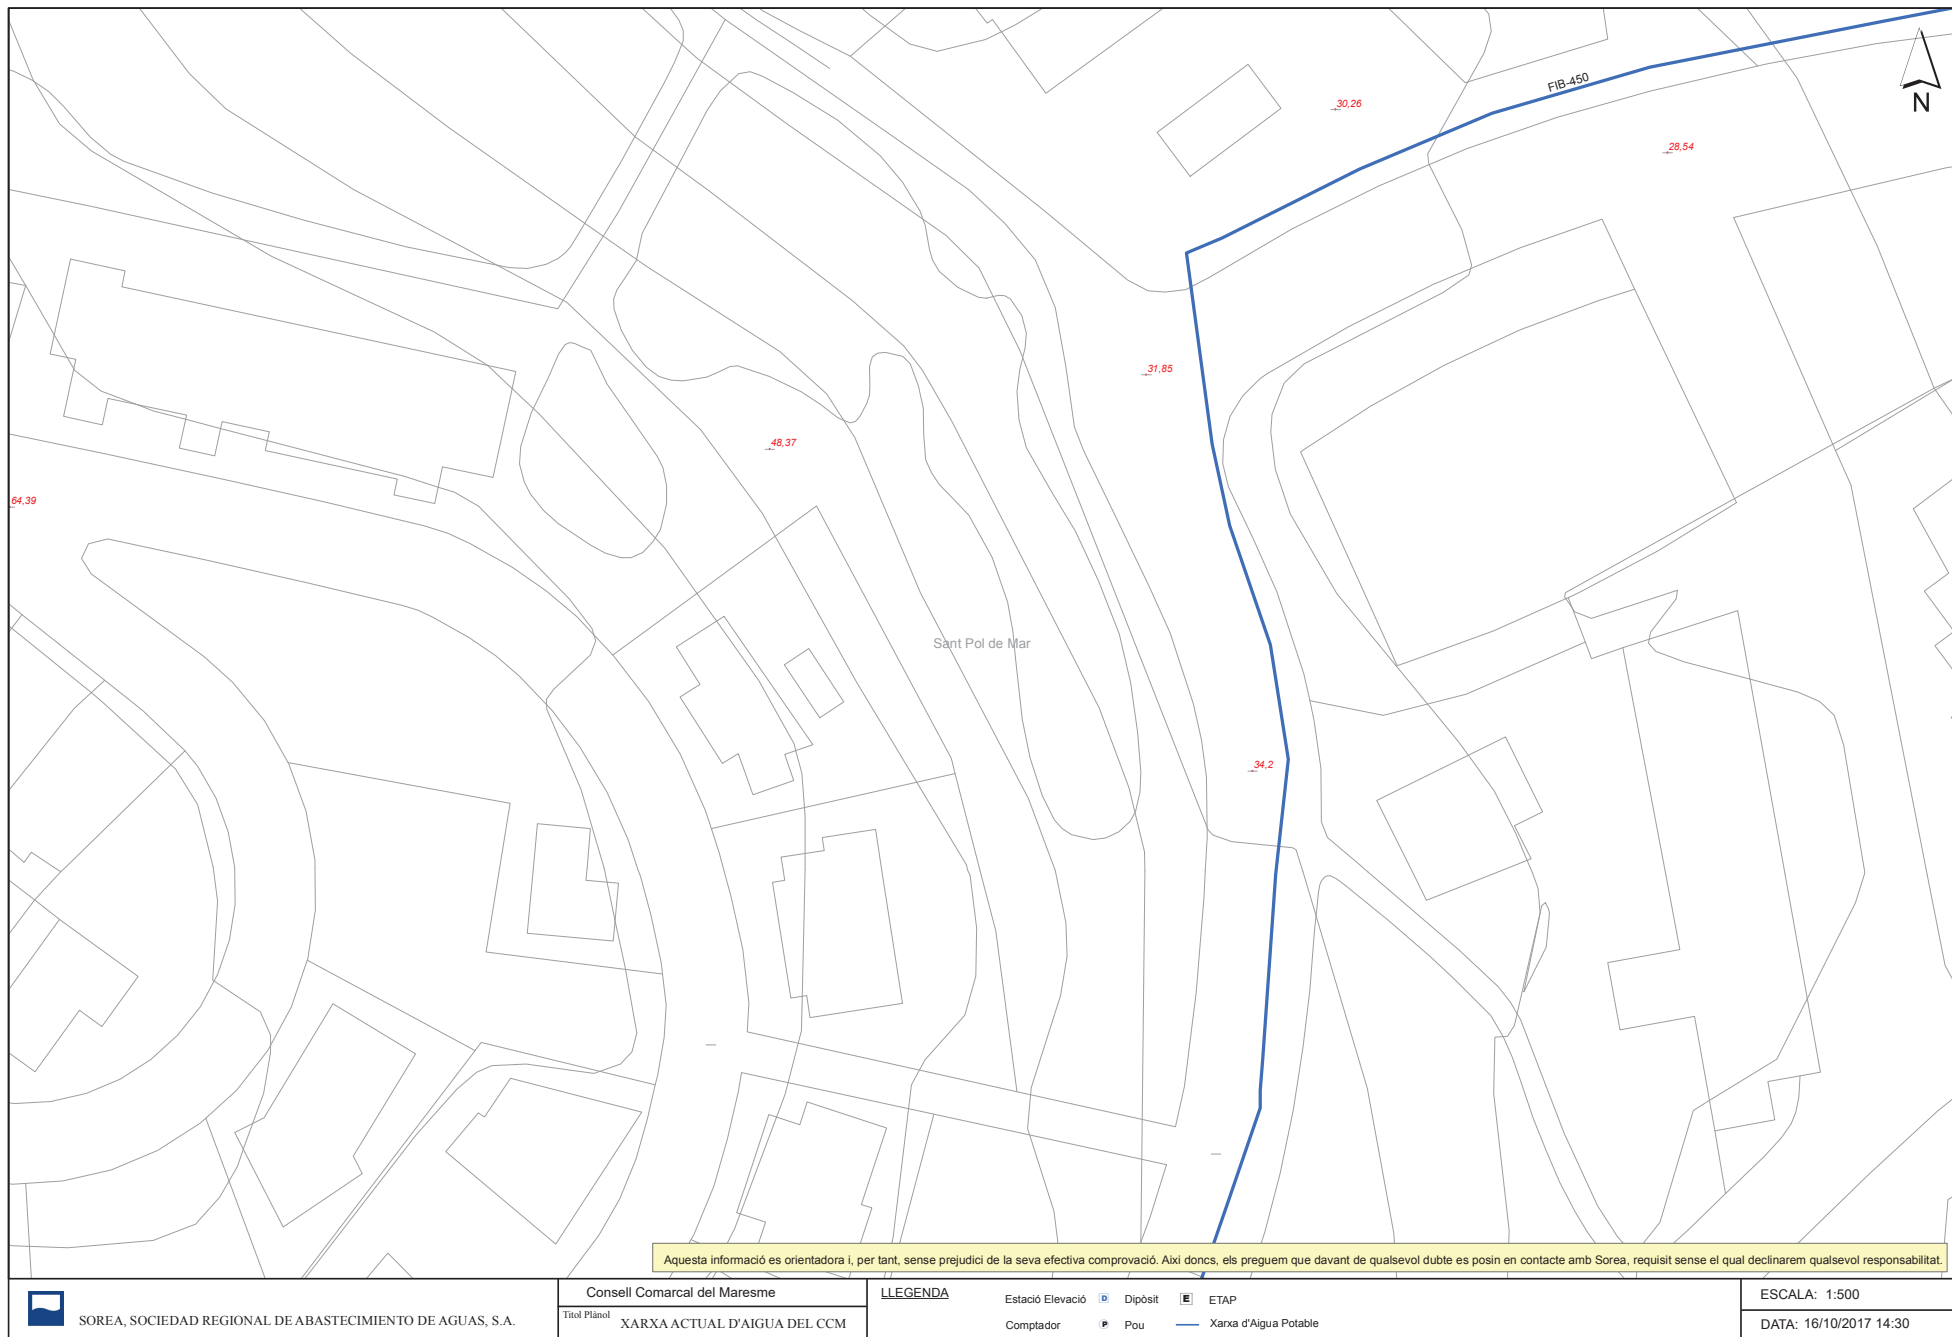 FIB-450
N
30,26
28,54
31,85
48,37
64,39
Sant Pol de Mar
34,2
Aquesta informació es orientadora i, per tant, sense prejudici de la seva efectiva comprovació. Aixi doncs, els preguem que davant de qualsevol dubte es posin en contacte amb Sorea, requisit sense el qual declinarem qualsevol responsabilitat.
SOREA, SOCIEDAD REGIONAL DE ABASTECIMIENTO DE AGUAS, S.A.
Consell Comarcal del Maresme
Titol Plànol
XARXA ACTUAL D'AIGUA DEL CCM
LLEGENDA
Estació Elevació D Dipòsit E ETAP
Comptador P Pou Xarxa d'Aigua Potable
ESCALA: 1:500
DATA: 16/10/2017 14:30